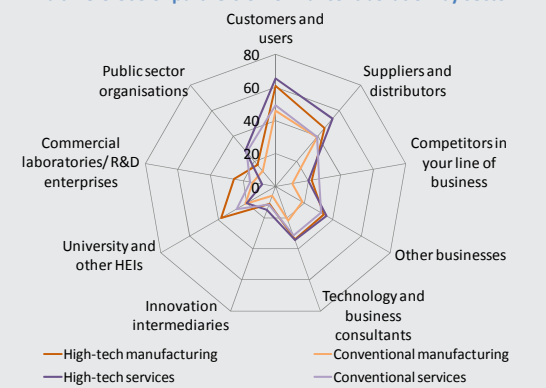 Customers and
users
80
60
40
20
0
Suppliers and
distributors
Competitors in
your line of
business
Other businesses
Technology and
business
consultants
Innovation
intermediaries
University and
other HEIs
Commercial
laboratories/R&D
enterprises
Public sector
organisations
High-tech manufacturing
Conventional manufacturing
High-tech services
Conventional services